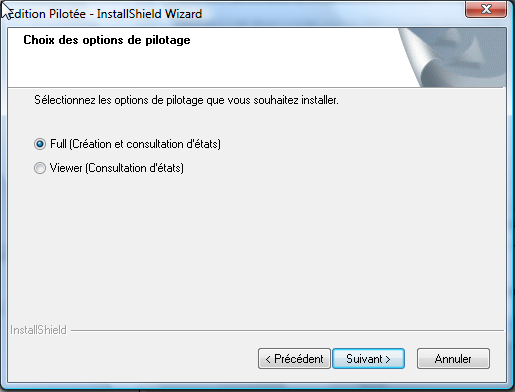 Edition Pilotée - InstallShield Wizard
Choix des options de pilotage
Sélectionnez les options de pilotage que vous souhaitez installer.
Full (Création et consultation d'états)
Viewer (Consultation d'états)
InstallShield
< Précédent
Suivant >
Annuler